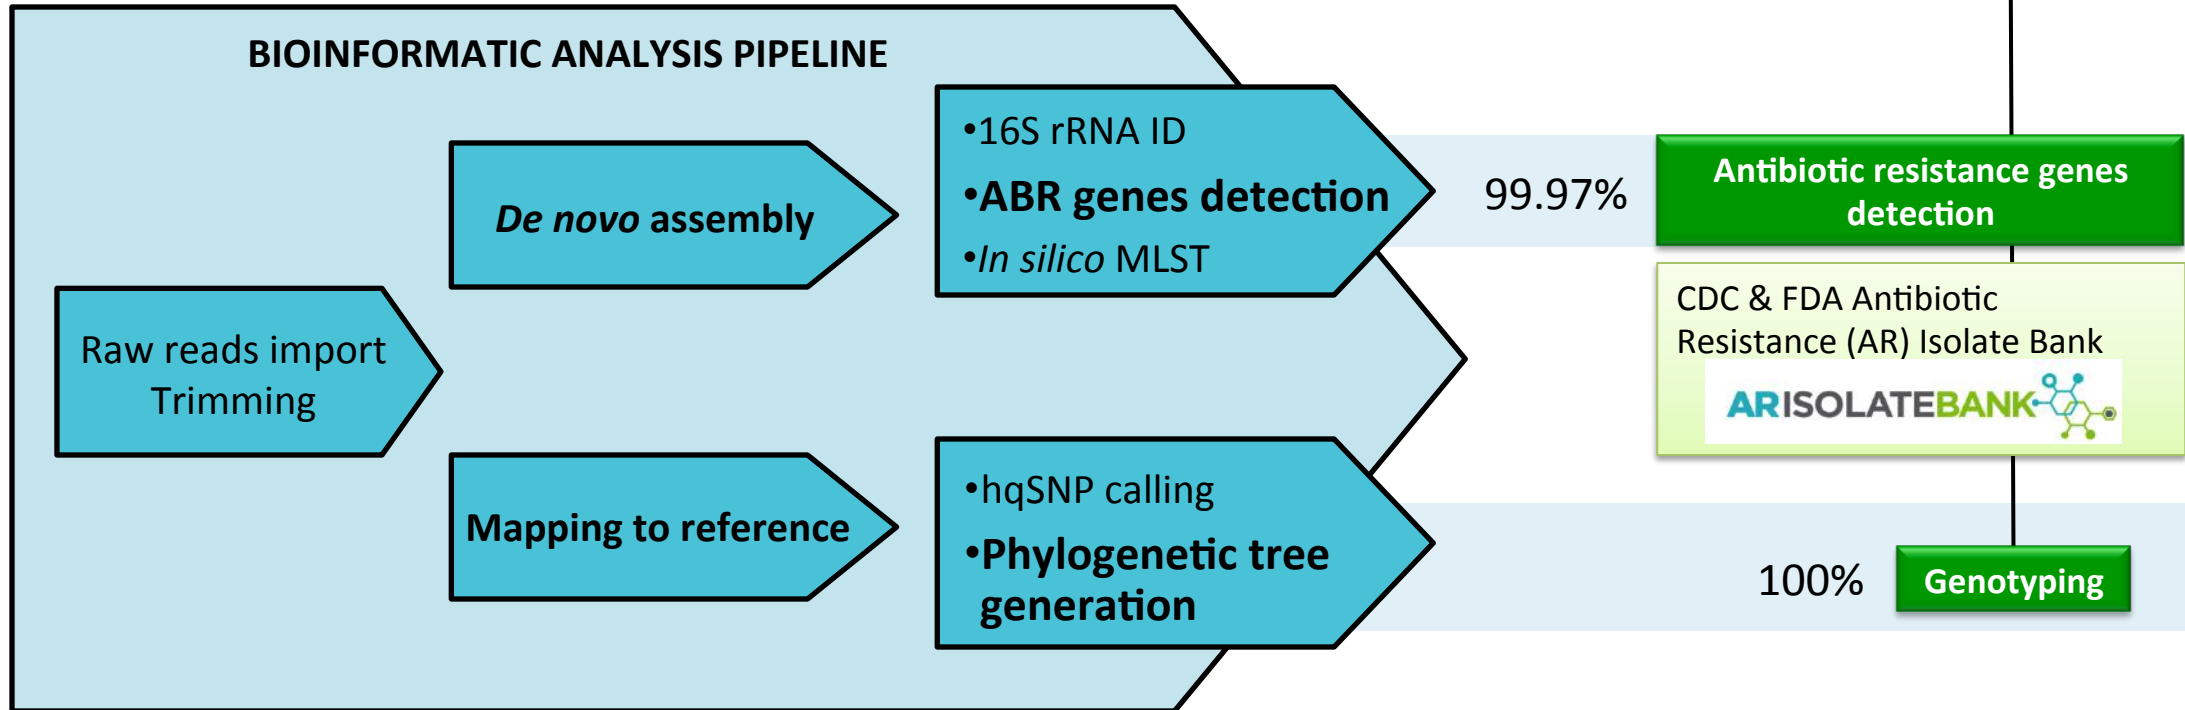 BIOINFORMATIC ANALYSIS PIPELINE
Raw reads import
Trimming
De novo assembly
•16S rRNA ID
•ABR genes detection
•In silico MLST
99.97%
Antibiotic resistance genes
detection
CDC & FDA Antibiotic
Resistance (AR) Isolate Bank
ARISOLATEBANK
Mapping to reference
•hqSNP calling
•Phylogenetic tree
generation
100%
Genotyping